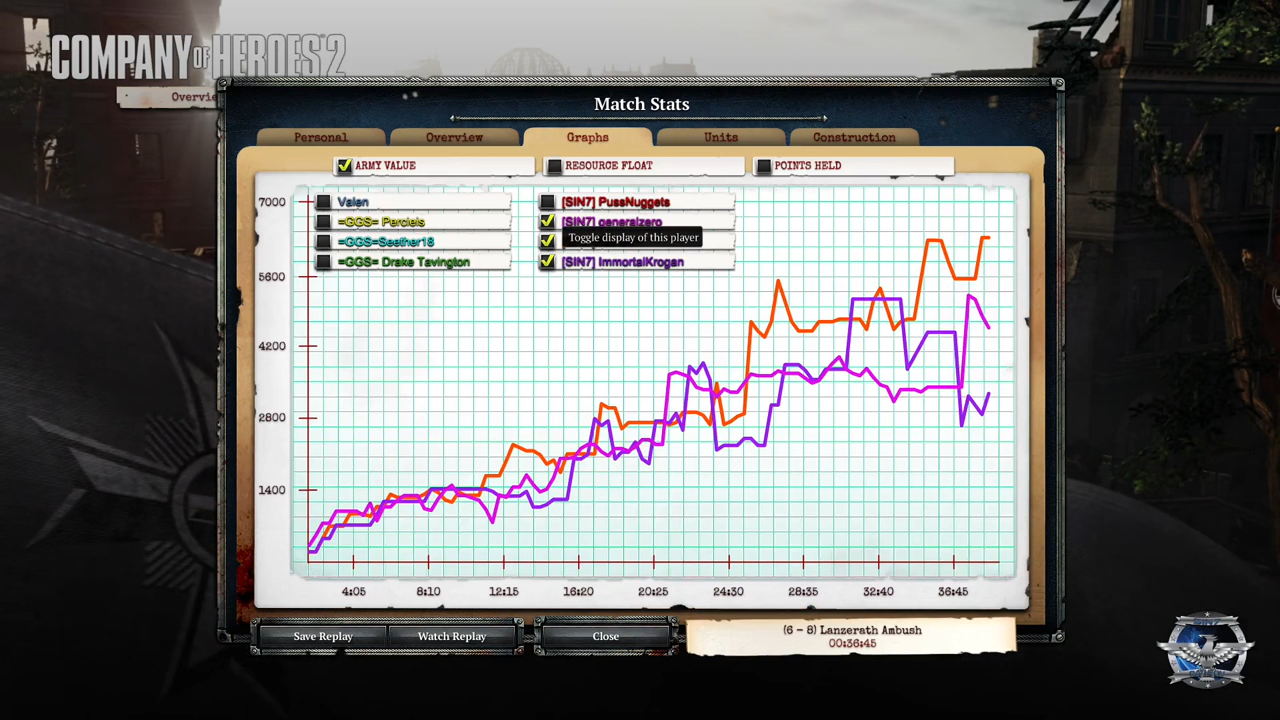 COMPANY OF HEROES 2
Overvie
Match Stats
Personal
Overview
Graphs
Units
Construction
ARMY VALUE
RESOURCE FLOAT
POINTS HELD
Valen
=GGS= Percieis
=GGS=Seether18
=GGS= Drake Tavington
[SIN7] PussNuggets
[SIN7] generalzero
Toggle display of this player
[SIN7] ImmortalKrogan
7000
5600
4200
2800
1400
4:05
8:10
12:15
16:20
20:25
24:30
28:35
32:40
36:45
Save Replay
Watch Replay
Close
(6 - 8) Lanzerath Ambush
00:36:45